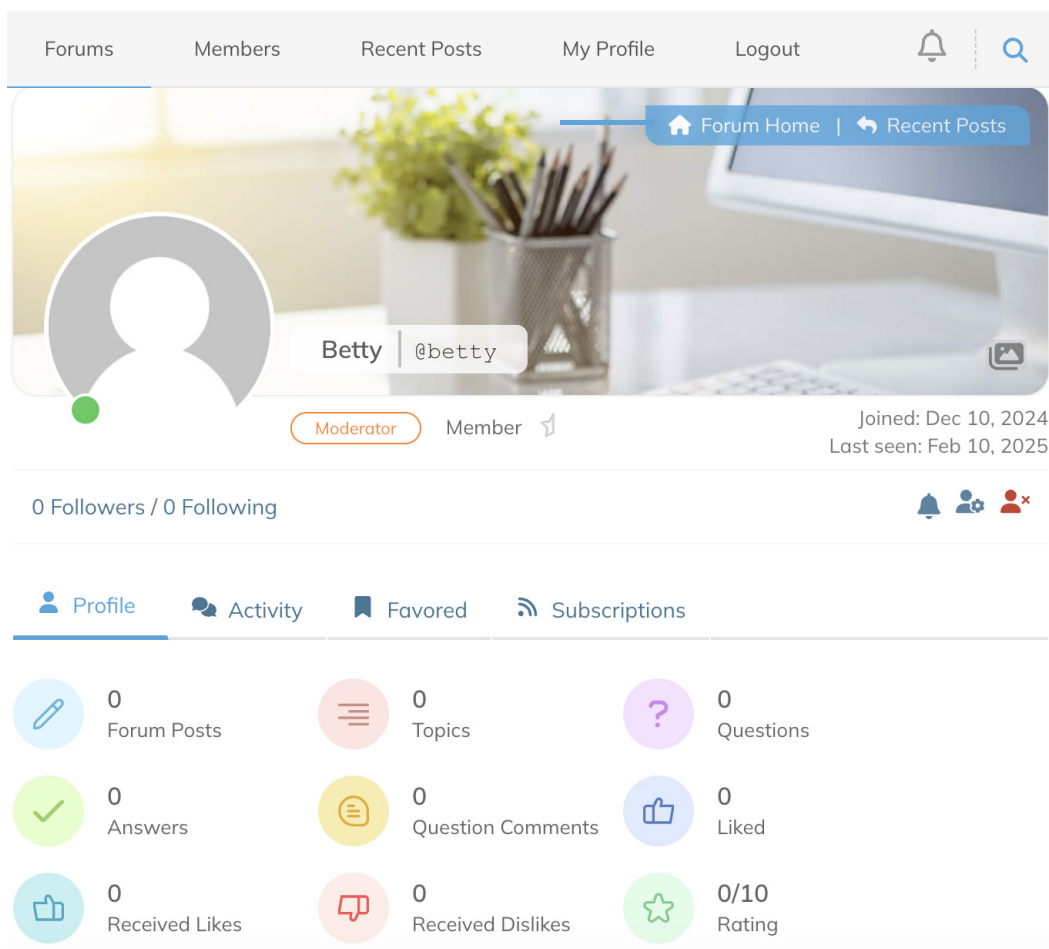 Forums Members Recent Posts My Profile Logout
Forum Home | Recent Posts
Betty | @betty
Moderator Member
Joined: Dec 10, 2024
Last seen: Feb 10, 2025
0 Followers / 0 Following
Profile Activity Favored Subscriptions
0
Forum Posts
0
Topics
0
Questions
0
Answers
0
Question Comments
0
Liked
0
Received Likes
0
Received Dislikes
0/10
Rating